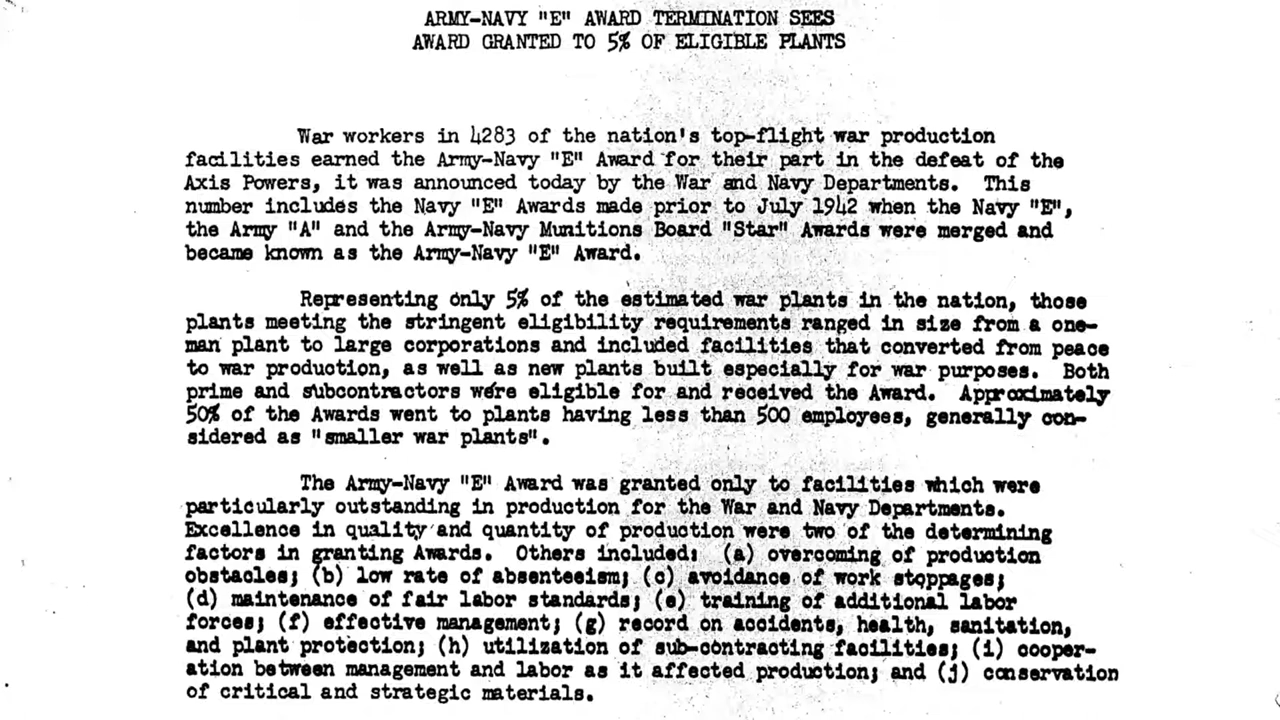 ARMY-NAVY "E" AWARD TERMINATION SEES
AWARD GRANTED TO 5% OF ELIGIBLE PLANTS
War workers in 4283 of the nation's top-flight war production
facilities earned the Army-Navy "E" Award for their part in the defeat of the
Axis Powers, it was announced today by the War and Navy Departments. This
number includes the Navy "E" Awards made prior to July 1942 when the Navy "E",
the Army "A" and the Army-Navy Munitions Board "Star" Awards were merged and
became known as the Army-Navy "E" Award.
Representing only 5% of the estimated war plants in the nation, those
plants meeting the stringent eligibility requirements ranged in size from a one-
man plant to large corporations and included facilities that converted from peace
to war production, as well as new plants built especially for war purposes. Both
prime and subcontractors were eligible for and received the Award. Approximately
50% of the Awards went to plants having less than 500 employees, generally con-
sidered as "smaller war plants".
The Army-Navy "E" Award was granted only to facilities which were
particularly outstanding in production for the War and Navy Departments.
Excellence in quality and quantity of production were two of the determining
factors in granting Awards. Others included: (a) overcoming of production
obstacles; (b) low rate of absenteeism; (c) avoidance of work stoppages;
(d) maintenance of fair labor standards; (e) training of additional labor
forces; (f) effective management; (g) record on accidents, health, sanitation,
and plant protection; (h) utilization of sub-contracting facilities; (i) cooper-
ation between management and labor as it affected production; and (j) conservation
of critical and strategic materials.